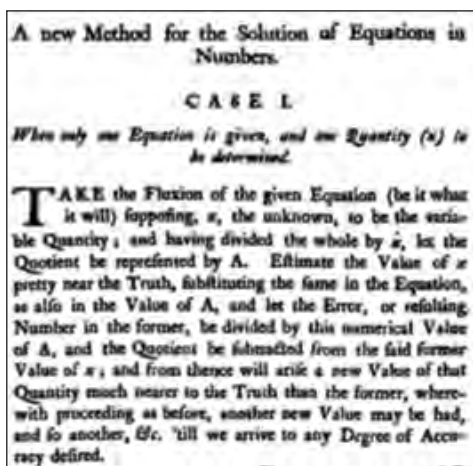 A new Method for the Solution of Equations in
Numbers.
CASE I.
When only one Equation is given, and one Quantity (x) to
be determined.
TAKE the Fluxion of the given Equation (be it what
it will) ſuppoſing, x, the unknown, to be the varia-
ble Quantity; and having divided the whole by ẋ, let the
Quotient be repreſented by A. Eſtimate the Value of x
pretty near the Truth, ſubſtituting the ſame in the Equation,
as alſo in the Value of A, and let the Error, or reſulting
Number in the former, be divided by this numerical Value
of A, and the Quotient be ſubtracted from the ſaid former
Value of x; and from thence will ariſe a new Value of that
Quantity much nearer to the Truth than the former, where-
with proceeding as before, another new Value may be had,
and ſo another, &c. 'till we arrive to any Degree of Accu-
racy deſired.